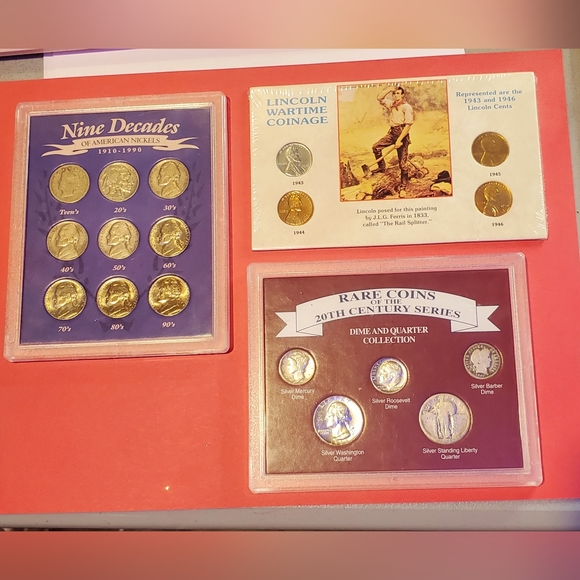 Nine Decades
OF AMERICAN NICKELS
1910-1990
Teen's
20's
30's
40's
50's
60's
70's
80's
90's
LINCOLN
WARTIME
COINAGE
Represented are the
1943 and 1946
Lincoln Cents
1943
1944
1945
1946
Lincoln posed for this painting
by J.L.G. Ferris in 1833,
called "The Rail Splitter."
RARE COINS
OF THE
20TH CENTURY SERIES
DIME AND QUARTER
COLLECTION
Silver Mercury
Dime
Silver Roosevelt
Dime
Silver Barber
Dime
Silver Washington
Quarter
Silver Standing Liberty
Quarter